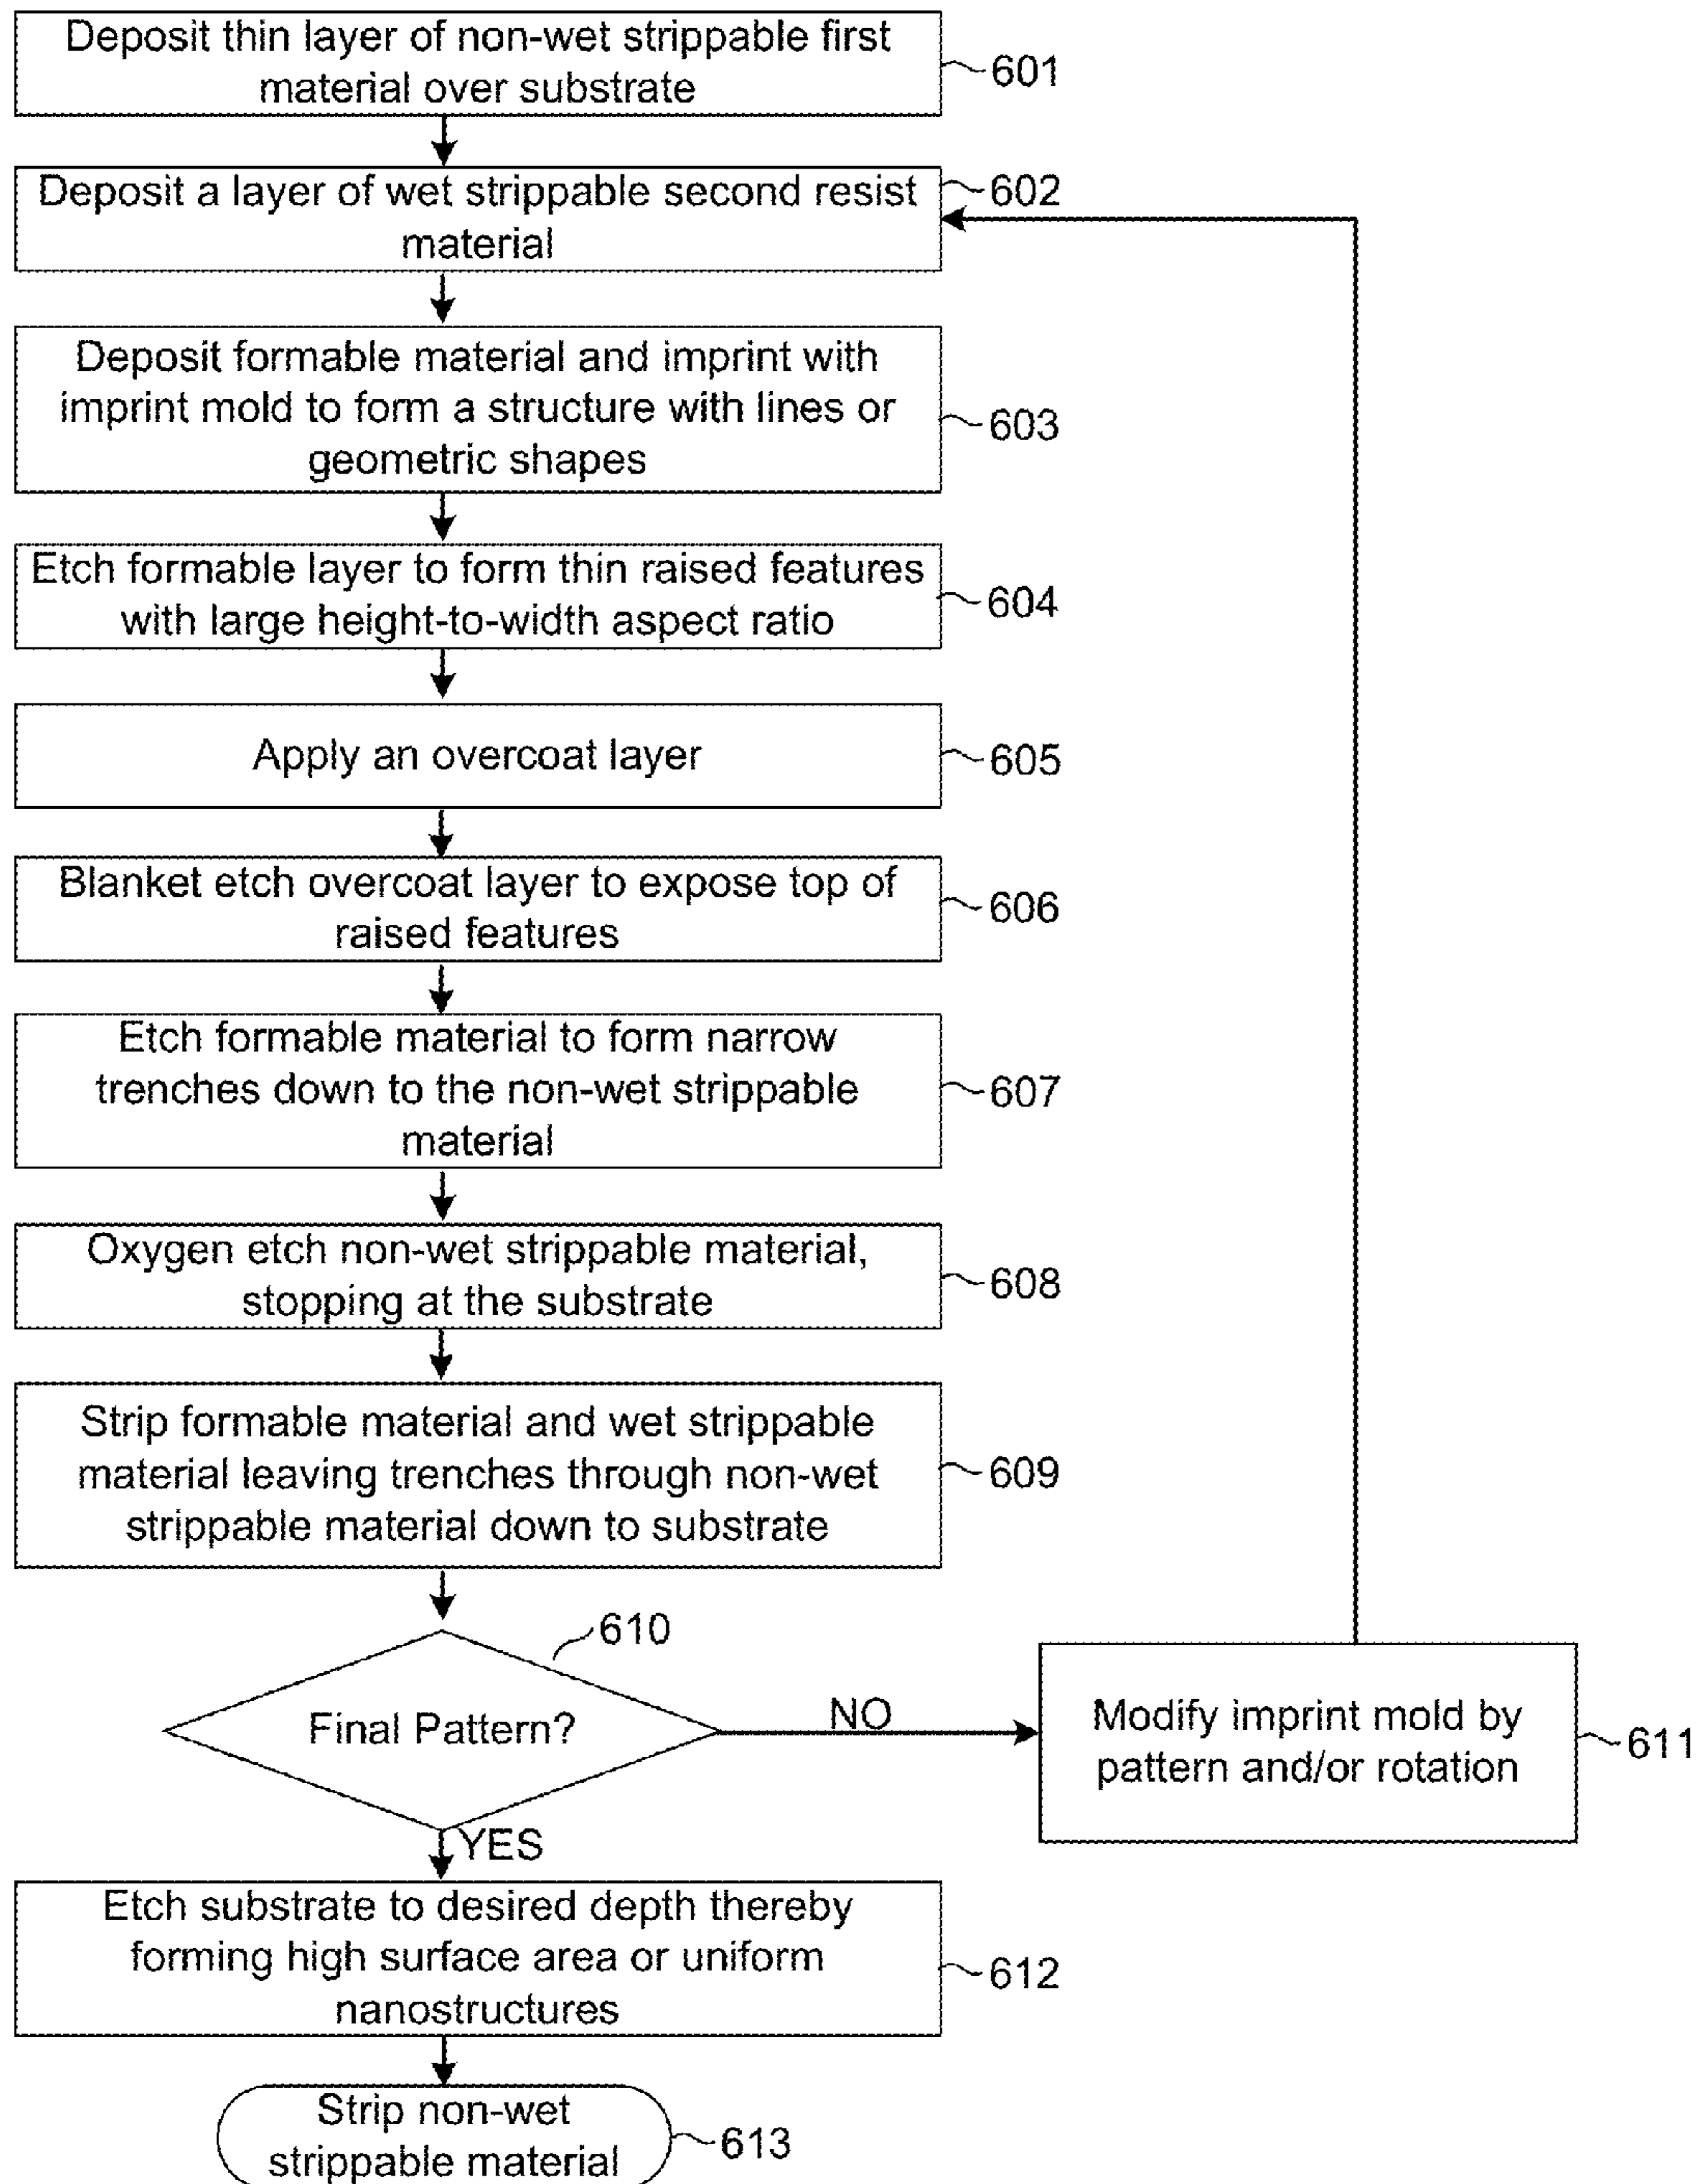 Deposit thin layer of non-wet strippable first
material over substrate
601
Deposit a layer of wet strippable second resist
material
602
Deposit formable material and imprint with
imprint mold to form a structure with lines or
geometric shapes
603
Etch formable layer to form thin raised features
with large height-to-width aspect ratio
604
Apply an overcoat layer
605
Blanket etch overcoat layer to expose top of
raised features
606
Etch formable material to form narrow
trenches down to the non-wet strippable
material
607
Oxygen etch non-wet strippable material,
stopping at the substrate
608
Strip formable material and wet strippable
material leaving trenches through non-wet
strippable material down to substrate
609
610
Final Pattern?
NO
Modify imprint mold by
pattern and/or rotation
611
YES
Etch substrate to desired depth thereby
forming high surface area or uniform
nanostructures
612
Strip non-wet
strippable material
613